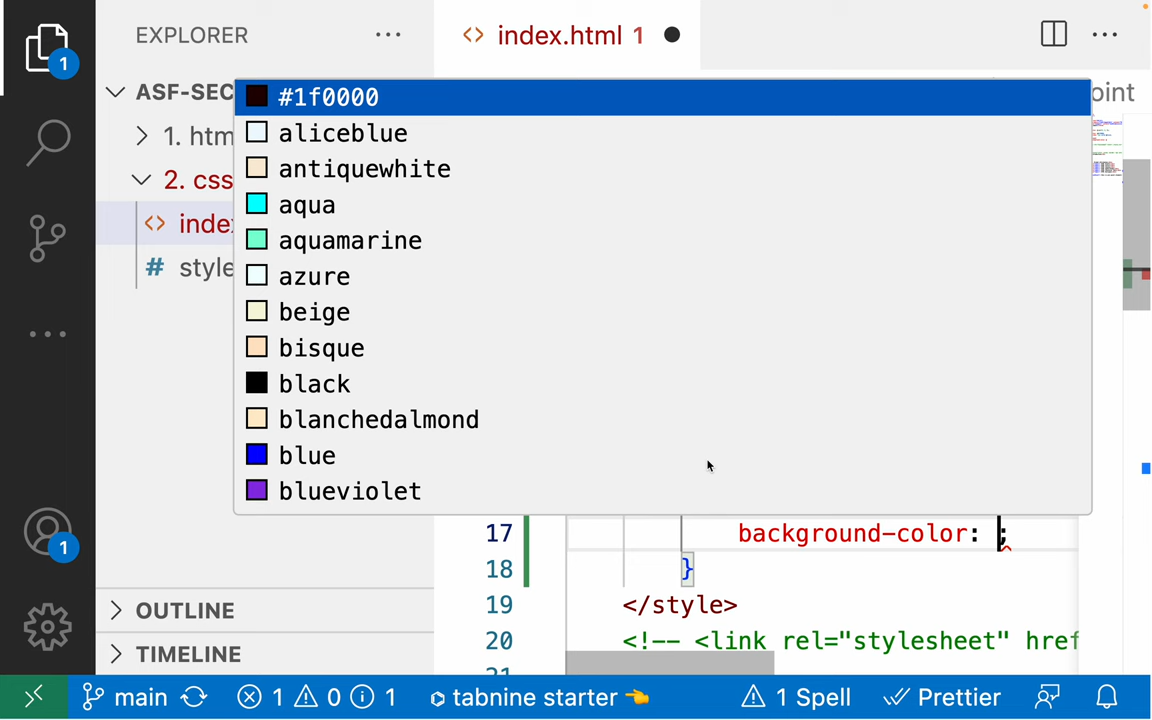 EXPLORER
index.html 1
1
ASF-SEC
oint
#1f0000
aliceblue
1. htm
antiquewhite
2. css
aqua
index
aquamarine
style
azure
beige
bisque
black
blanchedalmond
blue
blueviolet
17 background-color: ;
1
18 }
19 </style>
OUTLINE
20 <!-- <link rel="stylesheet" href
TIMELINE
main 1 0 1 tabnine starter 1 Spell Prettier